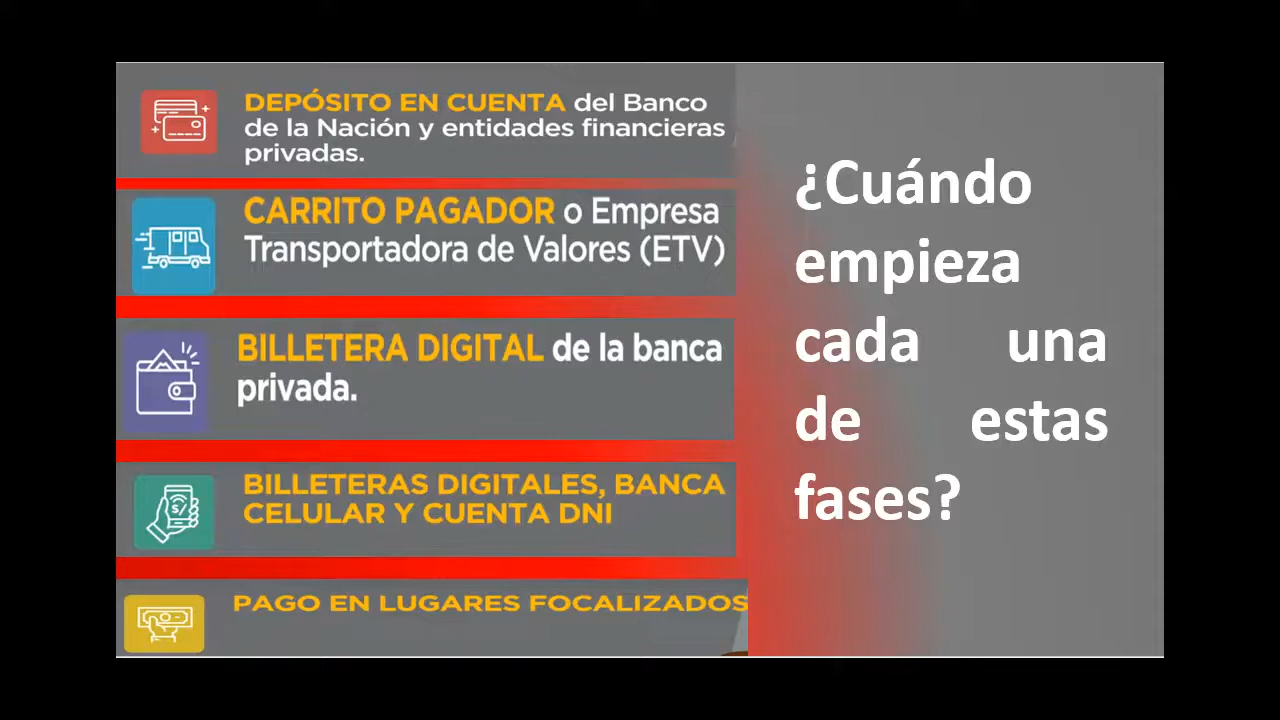 DEPÓSITO EN CUENTA del Banco
de la Nación y entidades financieras
privadas.
CARRITO PAGADOR o Empresa
Transportadora de Valores (ETV)
BILLETERA DIGITAL de la banca
privada.
S/
BILLETERAS DIGITALES, BANCA
CELULAR Y CUENTA DNI
PAGO EN LUGARES FOCALIZADOS
¿Cuándo
empieza
cada una
de estas
fases?